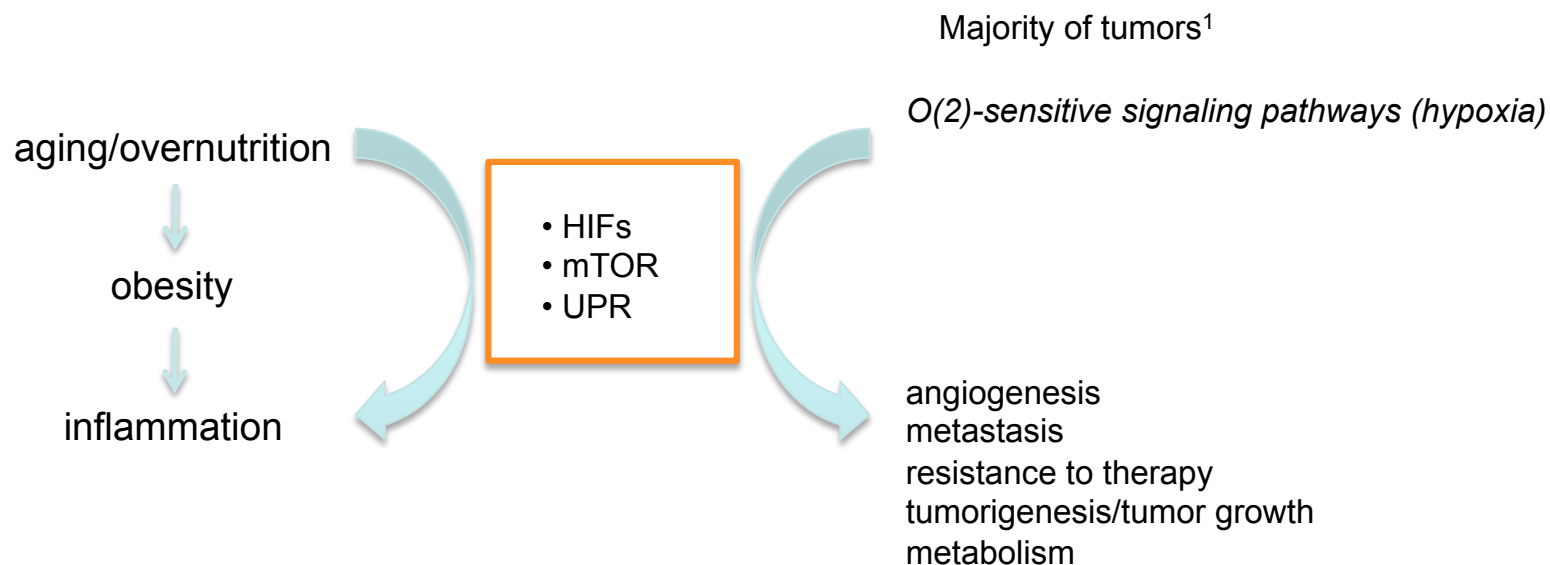 Majority of tumors¹
O(2)-sensitive signaling pathways (hypoxia)
aging/overnutrition
obesity
inflammation
• HIFs
• mTOR
• UPR
angiogenesis
metastasis
resistance to therapy
tumorigenesis/tumor growth
metabolism